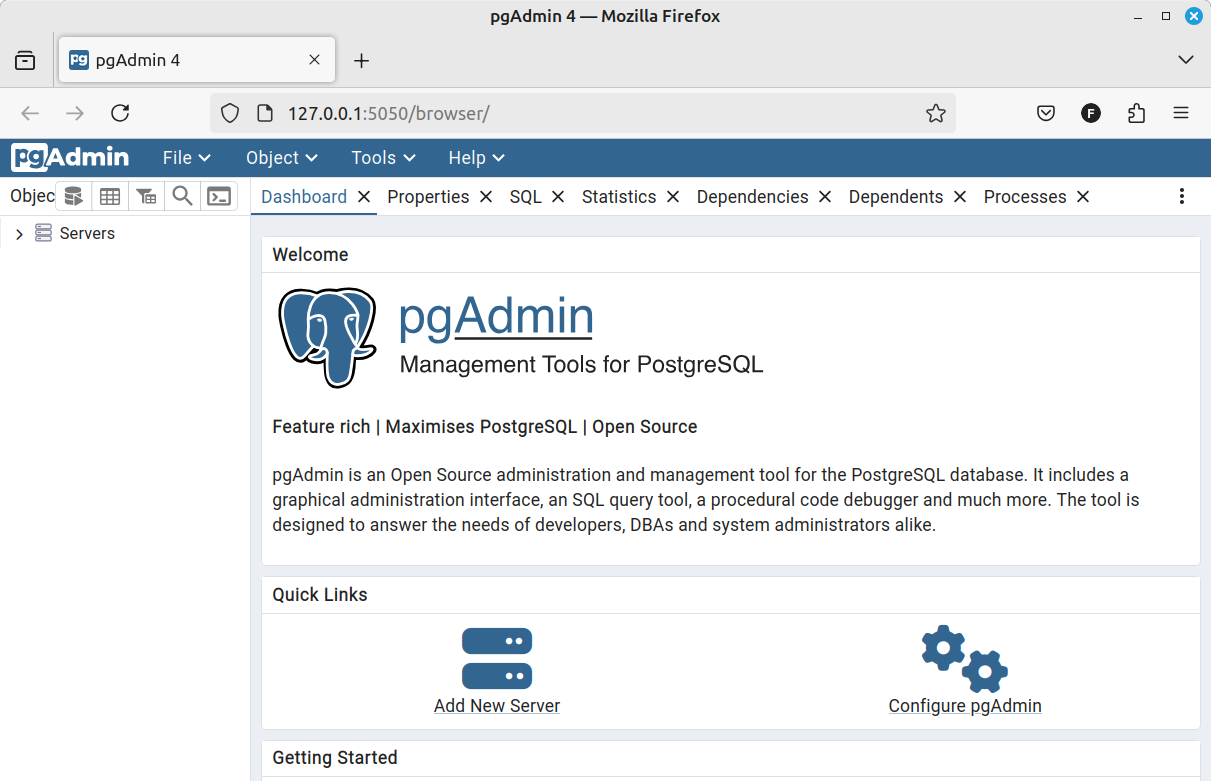 pgAdmin 4 — Mozilla Firefox
pg pgAdmin 4
127.0.0.1:5050/browser/
F
pgAdmin File Object Tools Help
Objec
Dashboard Properties SQL Statistics Dependencies Dependents Processes
Servers
Welcome
pgAdmin
Management Tools for PostgreSQL
Feature rich | Maximises PostgreSQL | Open Source
pgAdmin is an Open Source administration and management tool for the PostgreSQL database. It includes a
graphical administration interface, an SQL query tool, a procedural code debugger and much more. The tool is
designed to answer the needs of developers, DBAs and system administrators alike.
Quick Links
Add New Server
Configure pgAdmin
Getting Started